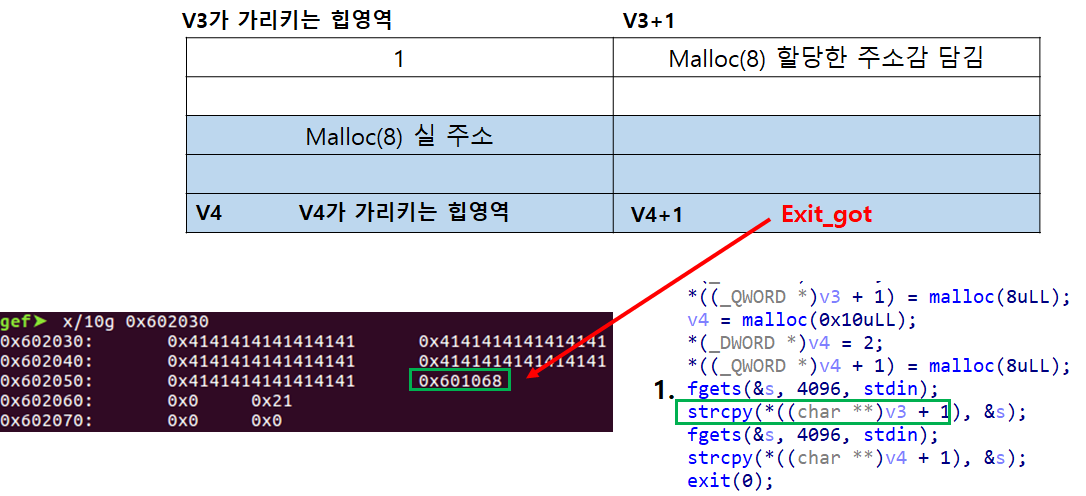 V3가 가리키는 힙영역 V3+1
1 Malloc(8) 할당한 주소감 담김
Malloc(8) 실 주소
V4 V4가 가리키는 힙영역 V4+1 Exit_got
gef➤ x/10g 0x602030
0x602030: 0x4141414141414141 0x4141414141414141
0x602040: 0x4141414141414141 0x4141414141414141
0x602050: 0x4141414141414141 0x601068
0x602060: 0x0 0x21
0x602070: 0x0 0x0
*((_QWORD *)v3 + 1) = malloc(8uLL);
v4 = malloc(0x10uLL);
*(_DWORD *)v4 = 2;
*((_QWORD *)v4 + 1) = malloc(8uLL);
1. fgets(&s, 4096, stdin);
strcpy(*((char **)v3 + 1), &s);
fgets(&s, 4096, stdin);
strcpy(*((char **)v4 + 1), &s);
exit(0);